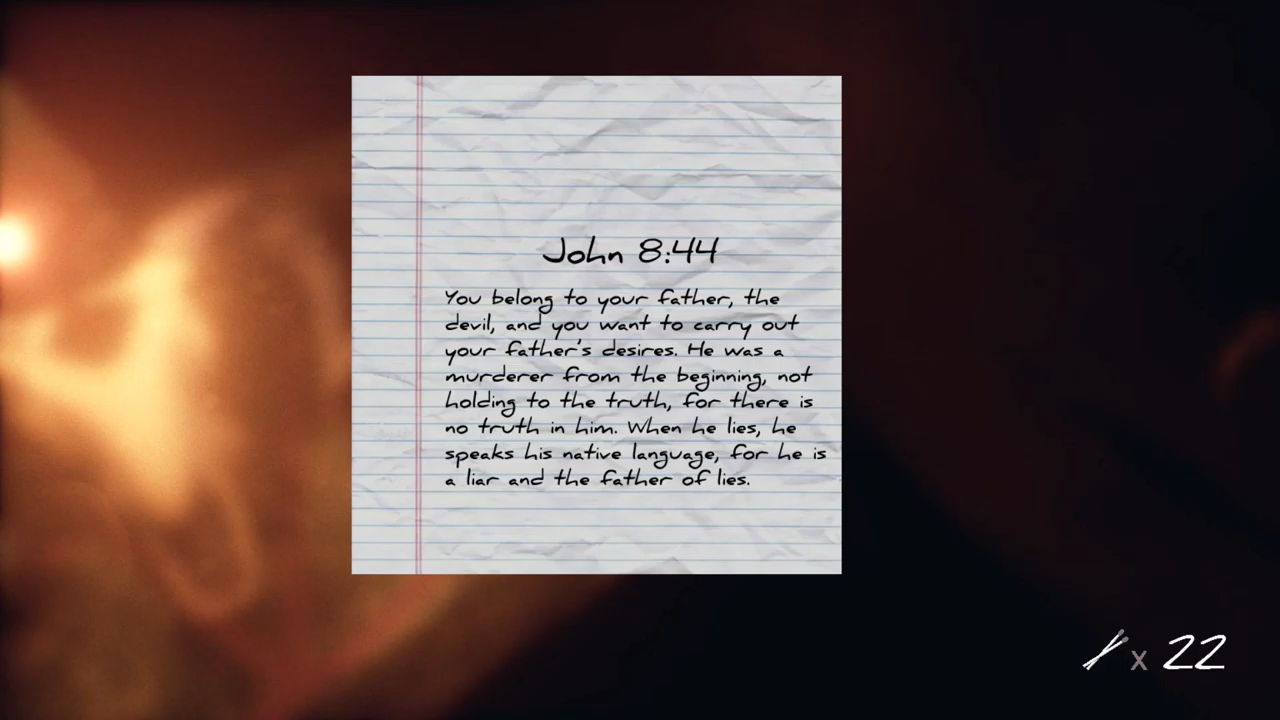 John 8:44
You belong to your father, the
devil, and you want to carry out
your father's desires. He was a
murderer from the beginning, not
holding to the truth, for there is
no truth in him. When he lies, he
speaks his native language, for he is
a liar and the father of lies.
x 22